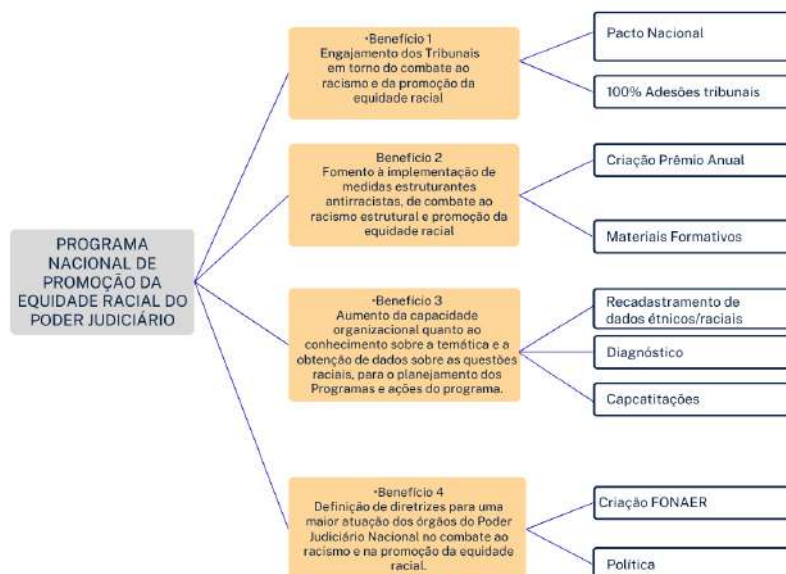 PROGRAMA
NACIONAL DE
PROMOÇÃO DA
EQUIDADE RACIAL DO
PODER JUDICIÁRIO
•Benefício 1
Engajamento dos Tribunais
em torno do combate ao
racismo e da promoção da
equidade racial
Pacto Nacional
100% Adesões tribunais
Benefício 2
Fomento à implementação de
medidas estruturantes
antirracistas, de combate ao
racismo estrutural e promoção da
equidade racial
Criação Prêmio Anual
Materiais Formativos
•Benefício 3
Aumento da capacidade
organizacional quanto ao
conhecimento sobre a temática e a
obtenção de dados sobre as questões
raciais, para o planejamento dos
Programas e ações do programa.
Recadastramento de
dados étnicos/raciais
Diagnóstico
Capcatitações
•Benefício 4
Definição de diretrizes para uma
maior atuação dos órgãos do Poder
Judiciário Nacional no combate ao
racismo e na promoção da equidade
racial.
Criação FONAER
Política